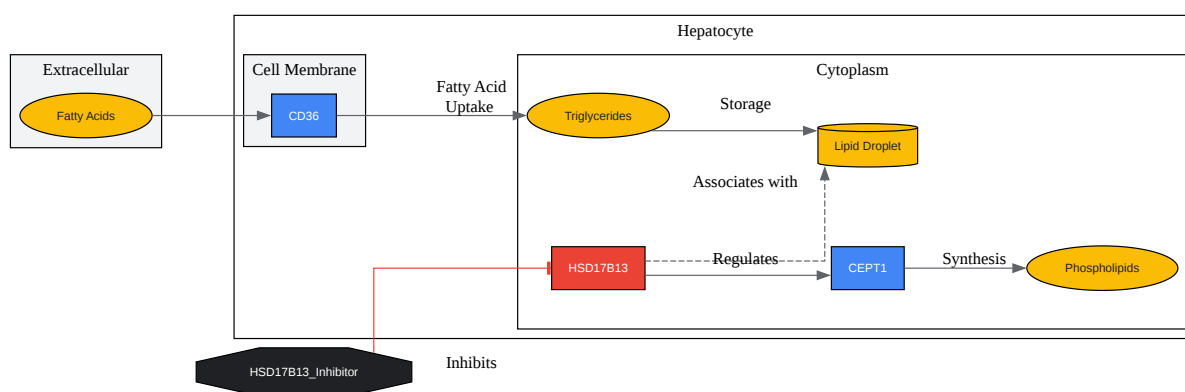 Hepatocyte
Extracellular
Cell Membrane
Cytoplasm
Fatty Acid
Uptake
Storage
Fatty Acids
CD36
Triglycerides
Lipid Droplet
Associates with
HSD17B13
Regulates
CEPT1
Synthesis
Phospholipids
Inhibits
HSD17B13_Inhibitor